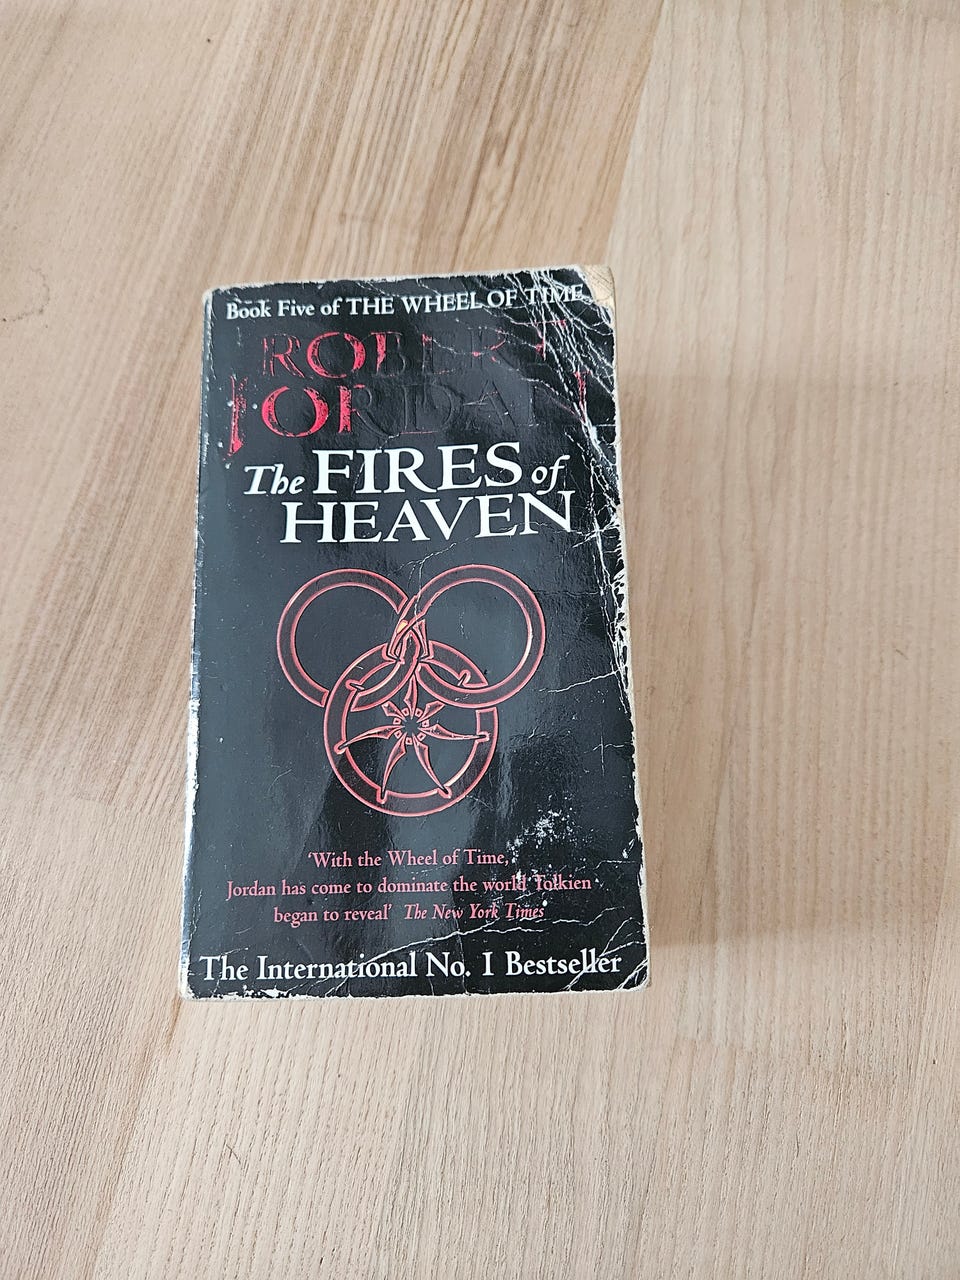 Book Five of THE WHEEL OF TIME
ROBERT
JORDAN
The FIRES of
HEAVEN
‘With the Wheel of Time,
Jordan has come to dominate the world Tolkien
began to reveal’ The New York Times
The International No. 1 Bestseller